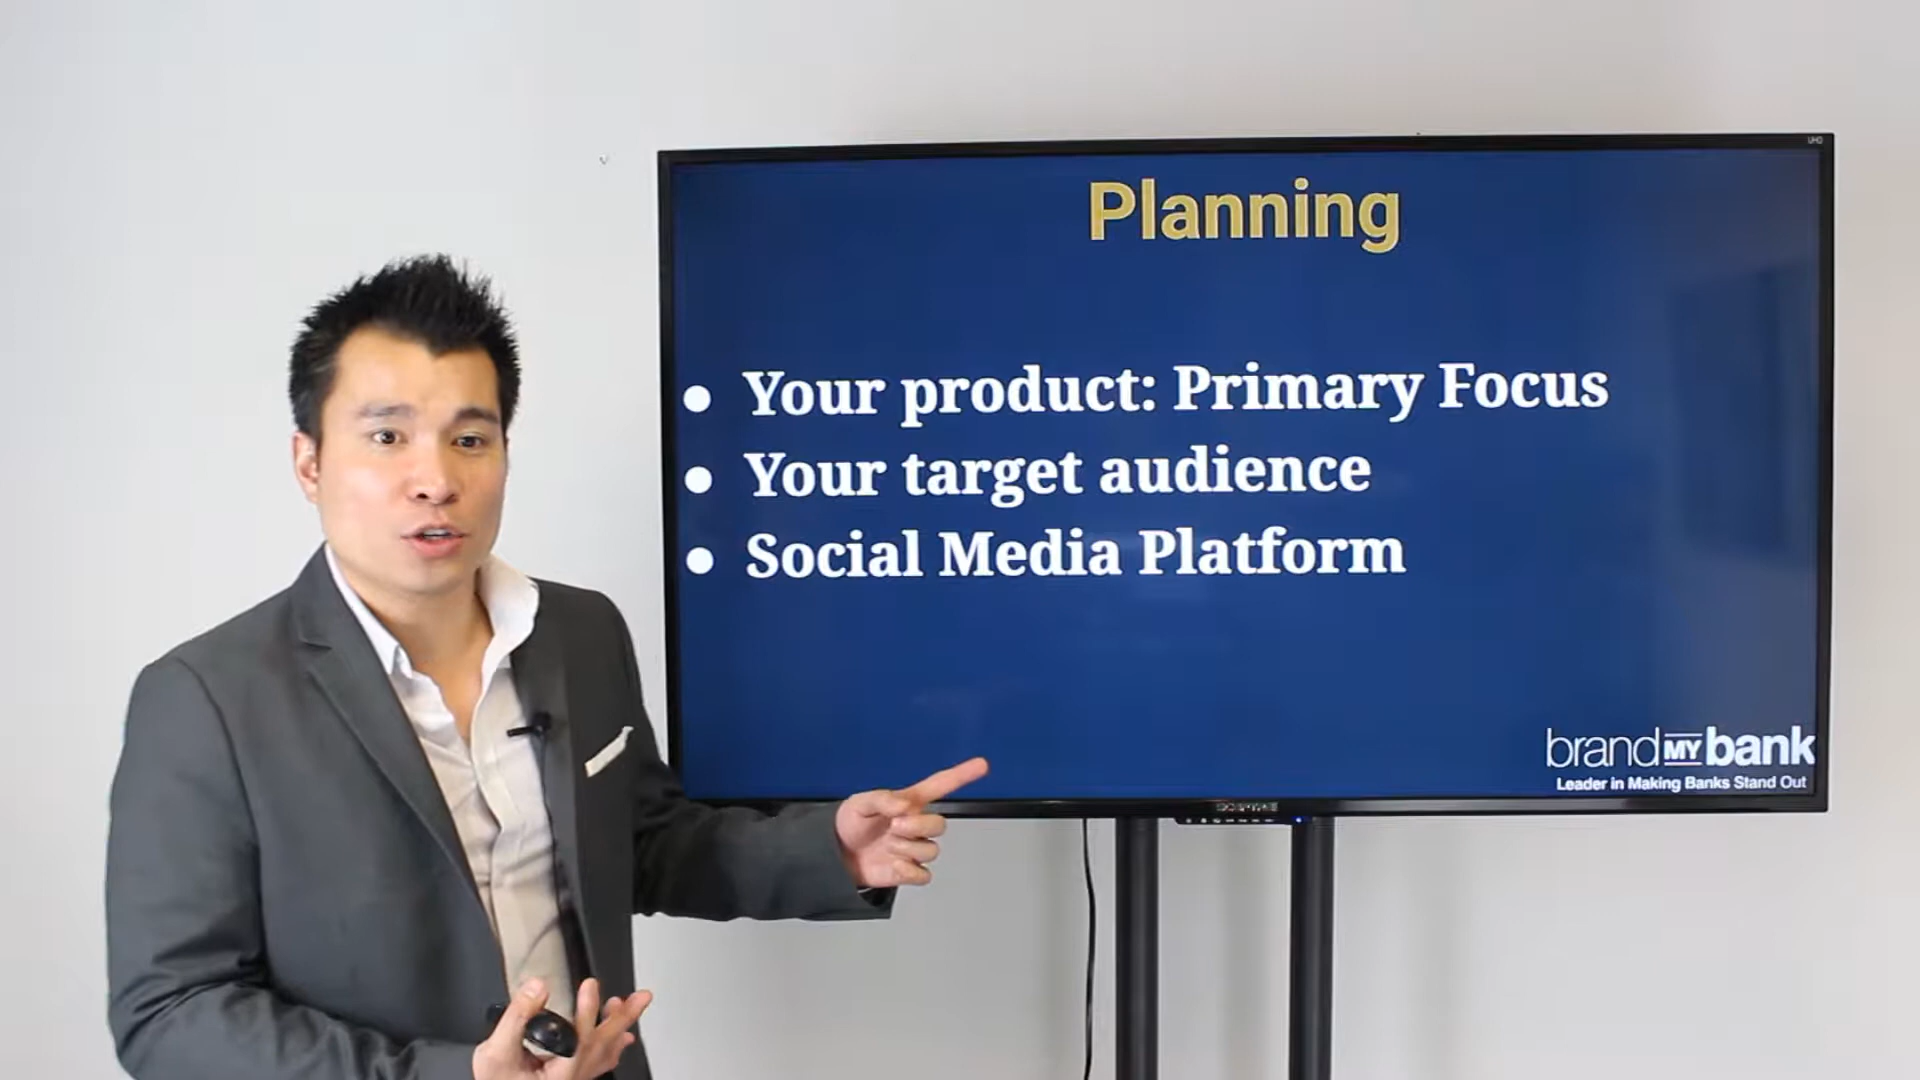 UHD
Planning
• Your product: Primary Focus
• Your target audience
• Social Media Platform
brand MY bank
Leader in Making Banks Stand Out